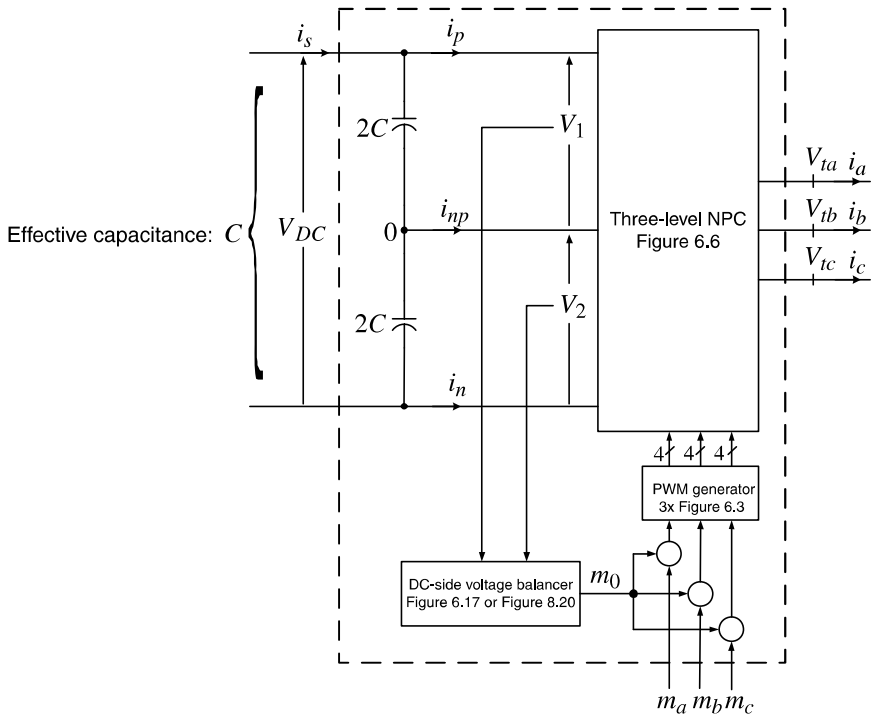 i_s
i_p
2C
V_1
V_ta i_a
Effective capacitance: C
V_DC
0
i_np
Three-level NPC
Figure 6.6
V_tb i_b
V_tc i_c
2C
V_2
i_n
4 4 4
PWM generator
3x Figure 6.3
DC-side voltage balancer
Figure 6.17 or Figure 8.20
m_0
m_a m_b m_c